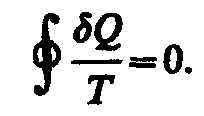 ∮ δQ/T = 0.